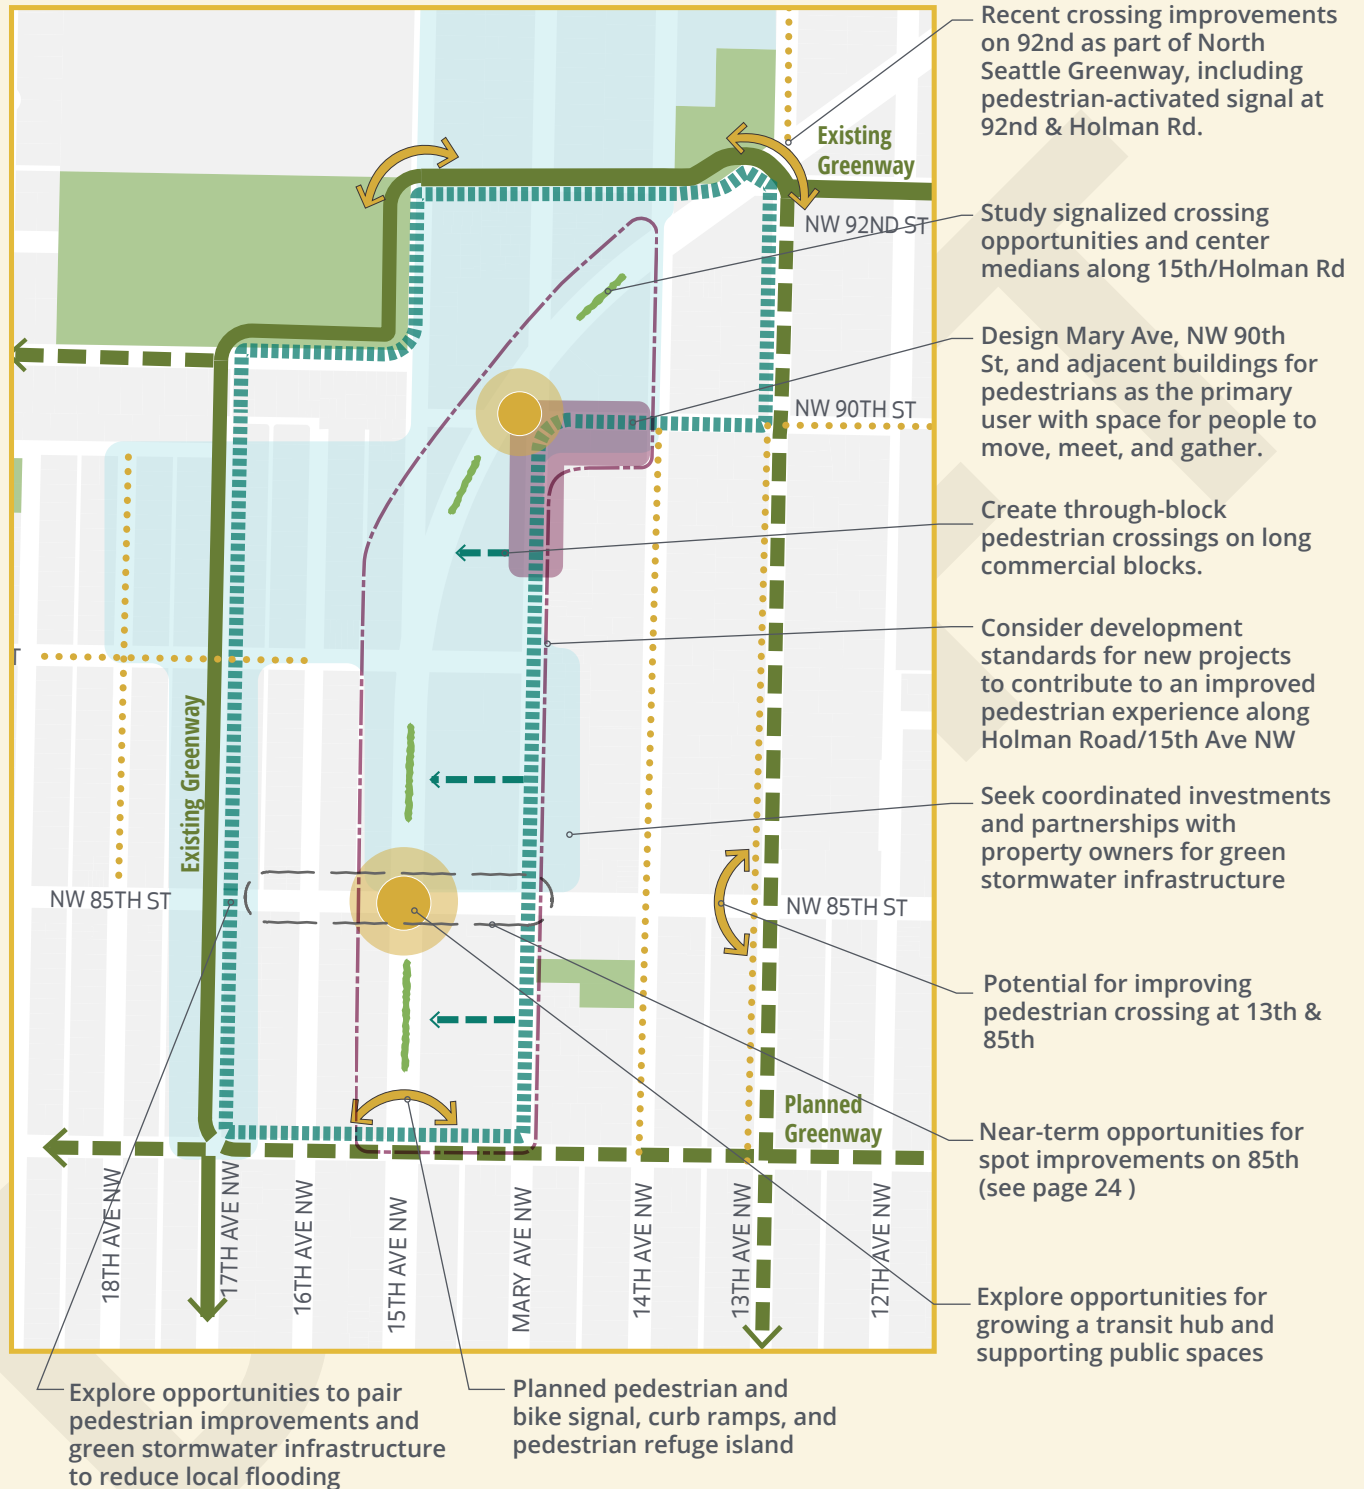 Recent crossing improvements
on 92nd as part of North
Seattle Greenway, including
pedestrian-activated signal at
92nd & Holman Rd.
Existing
Greenway
NW 92ND ST
Study signalized crossing
opportunities and center
medians along 15th/Holman Rd
Design Mary Ave, NW 90th
St, and adjacent buildings for
pedestrians as the primary
user with space for people to
move, meet, and gather.
NW 90TH ST
Create through-block
pedestrian crossings on long
commercial blocks.
Consider development
standards for new projects
to contribute to an improved
pedestrian experience along
Holman Road/15th Ave NW
T
Existing Greenway
Seek coordinated investments
and partnerships with
property owners for green
stormwater infrastructure
NW 85TH ST
NW 85TH ST
Potential for improving
pedestrian crossing at 13th &
85th
Planned
Greenway
Near-term opportunities for
spot improvements on 85th
(see page 24 )
18TH AVE NW
17TH AVE NW
16TH AVE NW
15TH AVE NW
MARY AVE NW
14TH AVE NW
13TH AVE NW
12TH AVE NW
Explore opportunities for
growing a transit hub and
supporting public spaces
Explore opportunities to pair
pedestrian improvements and
green stormwater infrastructure
to reduce local flooding
Planned pedestrian and
bike signal, curb ramps, and
pedestrian refuge island